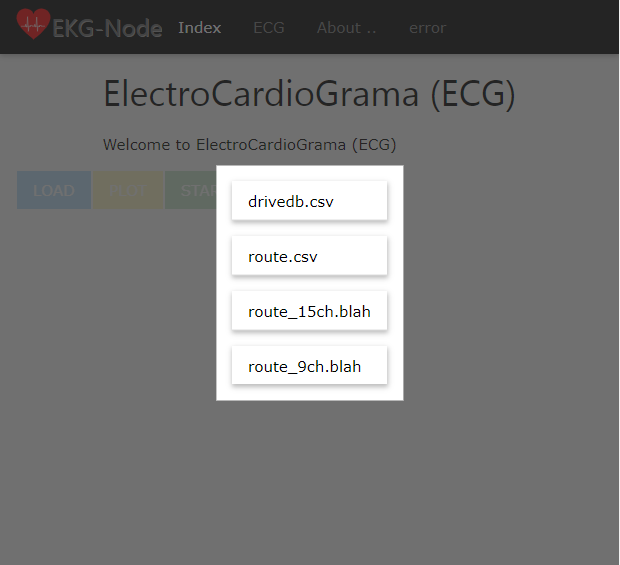 EKG-Node Index ECG About .. error
ElectroCardioGrama (ECG)
Welcome to ElectroCardioGrama (ECG)
LOAD
drivedb.csv
route.csv
route_15ch.blah
route_9ch.blah